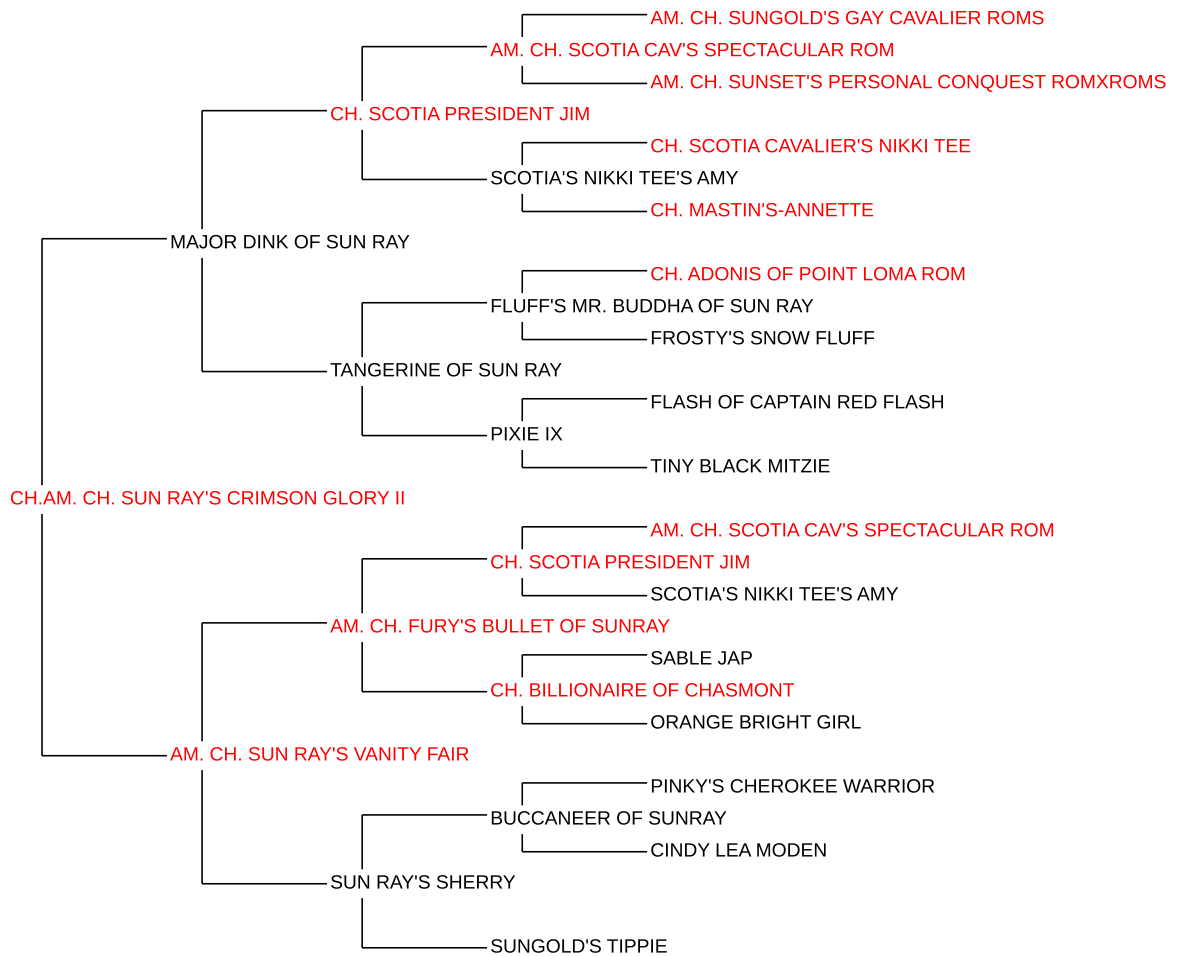 AM. CH. SUNGOLD'S GAY CAVALIER ROMS
AM. CH. SCOTIA CAV'S SPECTACULAR ROM
AM. CH. SUNSET'S PERSONAL CONQUEST ROMXROMS
CH. SCOTIA PRESIDENT JIM
CH. SCOTIA CAVALIER'S NIKKI TEE
SCOTIA'S NIKKI TEE'S AMY
CH. MASTIN'S-ANNETTE
MAJOR DINK OF SUN RAY
CH. ADONIS OF POINT LOMA ROM
FLUFF'S MR. BUDDHA OF SUN RAY
FROSTY'S SNOW FLUFF
TANGERINE OF SUN RAY
FLASH OF CAPTAIN RED FLASH
PIXIE IX
TINY BLACK MITZIE
CH.AM. CH. SUN RAY'S CRIMSON GLORY II
AM. CH. SCOTIA CAV'S SPECTACULAR ROM
CH. SCOTIA PRESIDENT JIM
SCOTIA'S NIKKI TEE'S AMY
AM. CH. FURY'S BULLET OF SUNRAY
SABLE JAP
CH. BILLIONAIRE OF CHASMONT
ORANGE BRIGHT GIRL
AM. CH. SUN RAY'S VANITY FAIR
PINKY'S CHEROKEE WARRIOR
BUCCANEER OF SUNRAY
CINDY LEA MODEN
SUN RAY'S SHERRY
SUNGOLD'S TIPPIE